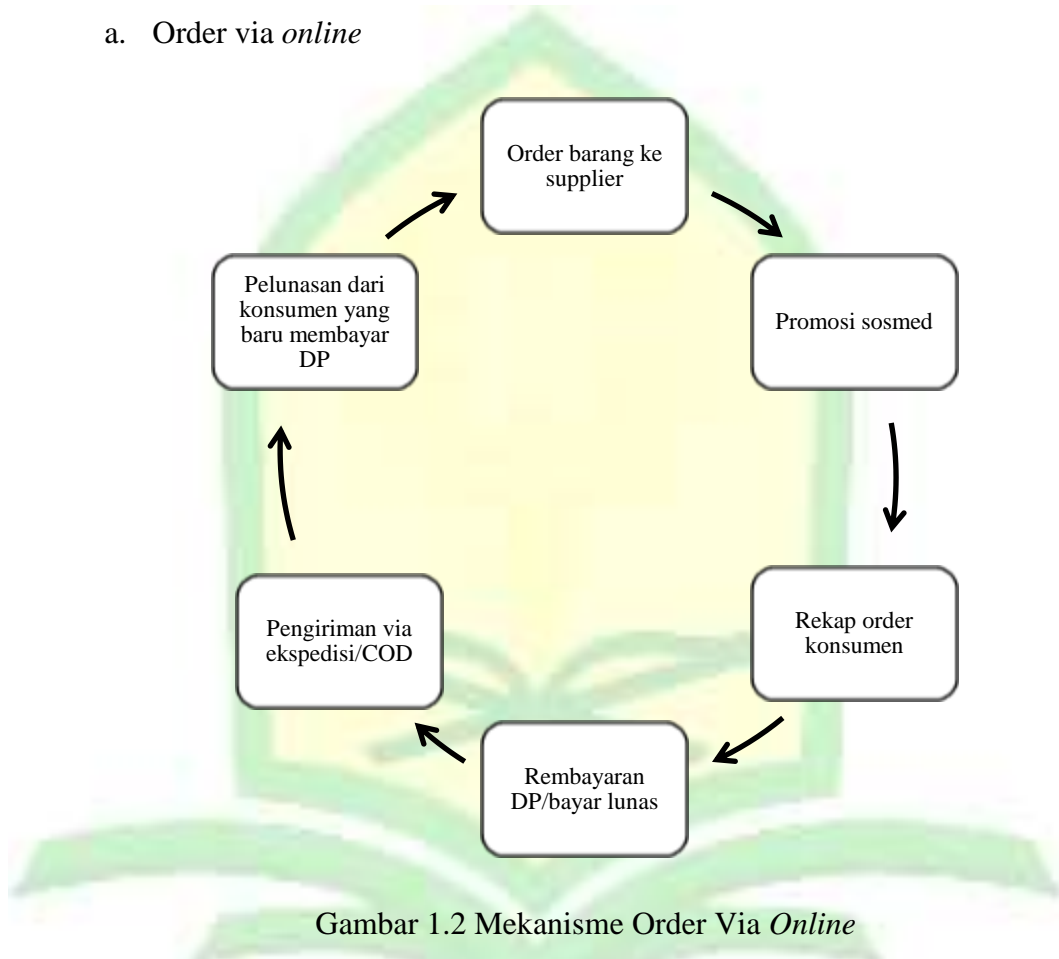 a. Order via online
Order barang ke
supplier
Promosi sosmed
Rekap order
konsumen
Rembayaran
DP/bayar lunas
Pengiriman via
ekspedisi/COD
Pelunasan dari
konsumen yang
baru membayar
DP
Gambar 1.2 Mekanisme Order Via Online